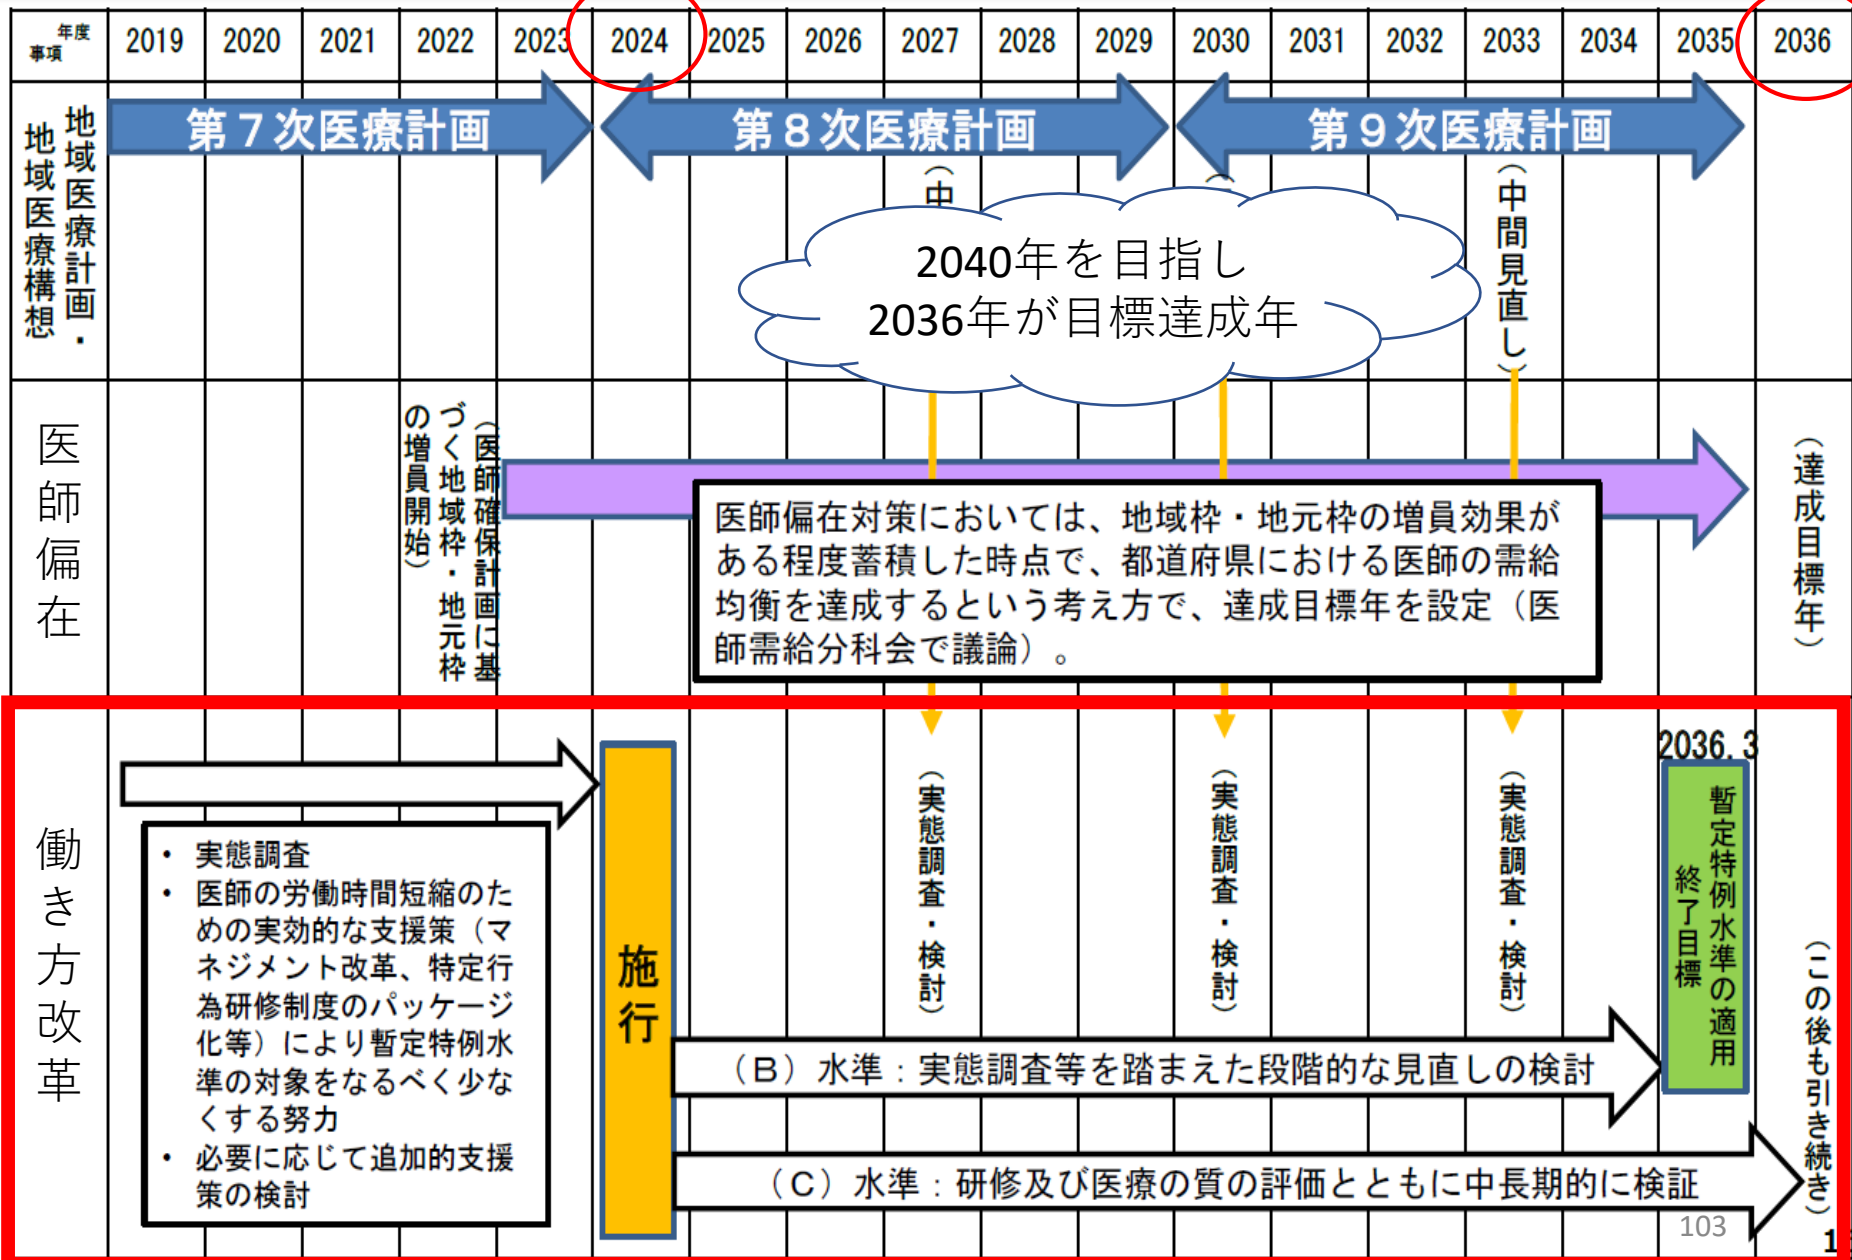 年度
事項
2019 2020 2021 2022 2023 2024 2025 2026 2027 2028 2029 2030 2031 2032 2033 2034 2035 2036
地域医療計画・
地域医療構想
第7次医療計画
第8次医療計画
第9次医療計画
（中
（中間見直し）
2040年を目指し
2036年が目標達成年
医師偏在
（医師確保計画に基
づく地域枠・地元枠
の増員開始）
医師偏在対策においては、地域枠・地元枠の増員効果が
ある程度蓄積した時点で、都道府県における医師の需給
均衡を達成するという考え方で、達成目標年を設定（医
師需給分科会で議論）。
（達成目標年）
働き方改革
• 実態調査
• 医師の労働時間短縮のた
めの実効的な支援策（マ
ネジメント改革、特定行
為研修制度のパッケージ
化等）により暫定特例水
準の対象をなるべく少な
くする努力
• 必要に応じて追加的支援
策の検討
施行
（実態調査・検討）
（実態調査・検討）
（実態調査・検討）
2036.3
暫定特例水準の適用
終了目標
（B）水準：実態調査等を踏まえた段階的な見直しの検討
（C）水準：研修及び医療の質の評価とともに中長期的に検証
（この後も引き続き）
103